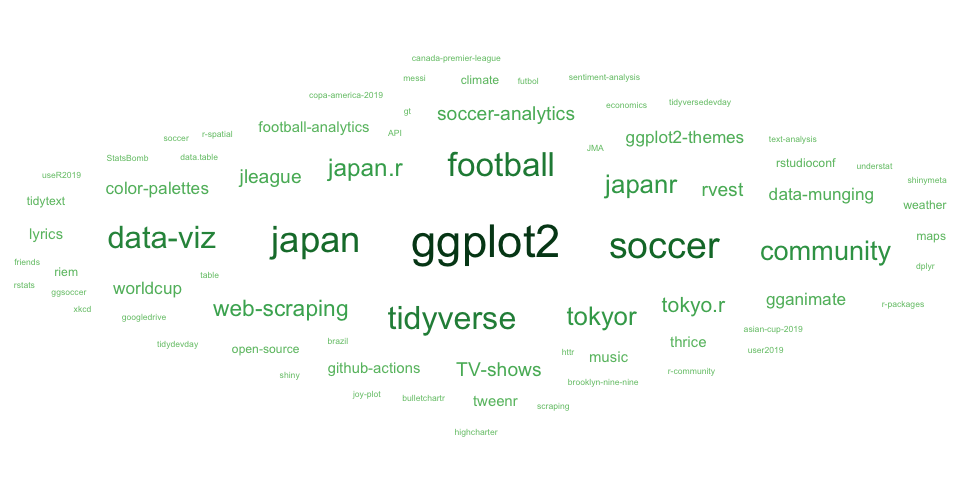 canada-premier-league
messi
climate
futbol
sentiment-analysis
copa-america-2019
gt
soccer-analytics
economics
tidyversedevday
soccer
r-spatial
football-analytics
API
ggplot2-themes
text-analysis
JMA
StatsBomb
data.table
japan.r
football
rstudioconf
understat
useR2019
color-palettes
jleague
japanr
rvest
data-munging
shinymeta
tidytext
weather
lyrics
data-viz
japan
ggplot2
soccer
community
maps
friends
riem
table
dplyr
rstats
ggsoccer
worldcup
xkcd
googledrive
web-scraping
tidyverse
tokyor
tokyo.r
gganimate
r-packages
asian-cup-2019
tidydevday
open-source
brazil
httr
music
thrice
user2019
shiny
github-actions
TV-shows
brooklyn-nine-nine
r-community
joy-plot
bulletchartr
tweenr
scraping
highcharter